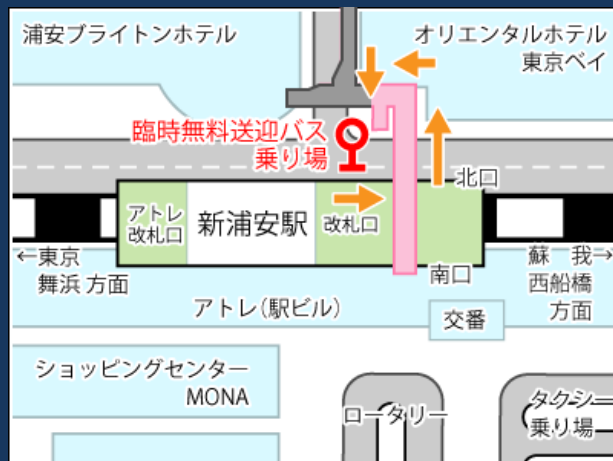 浦安ブライトンホテル
オリエンタルホテル
東京ベイ
臨時無料送迎バス
乗り場
北口
アトレ
改札口
新浦安駅
改札口
←東京
舞浜 方面
南口
蘇 我→
西船橋
方面
アトレ(駅ビル)
交番
ショッピングセンター
MONA
ロータリー
タクシー
乗り場